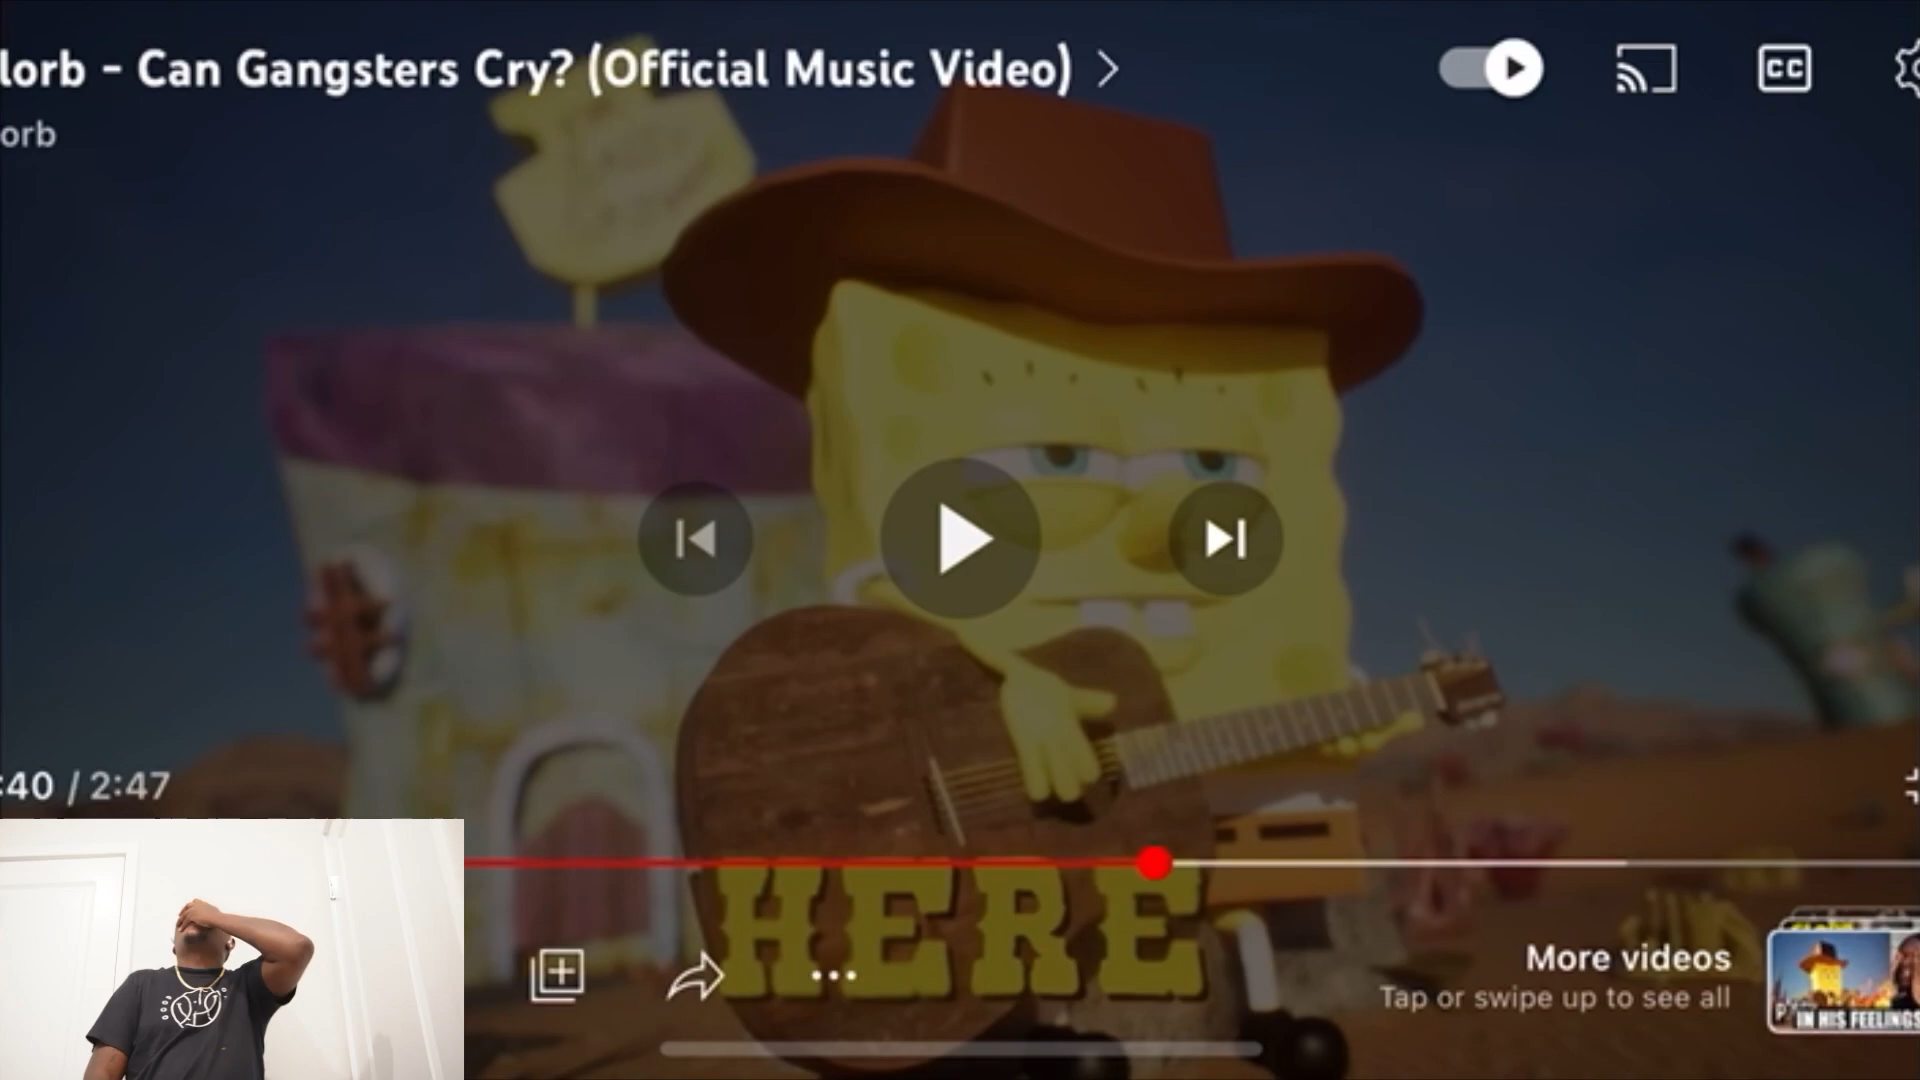 lorb - Can Gangsters Cry? (Official Music Video)
CC
orb
:40 / 2:47
HERE
More videos
Tap or swipe up to see all
IN HIS FEELINGS